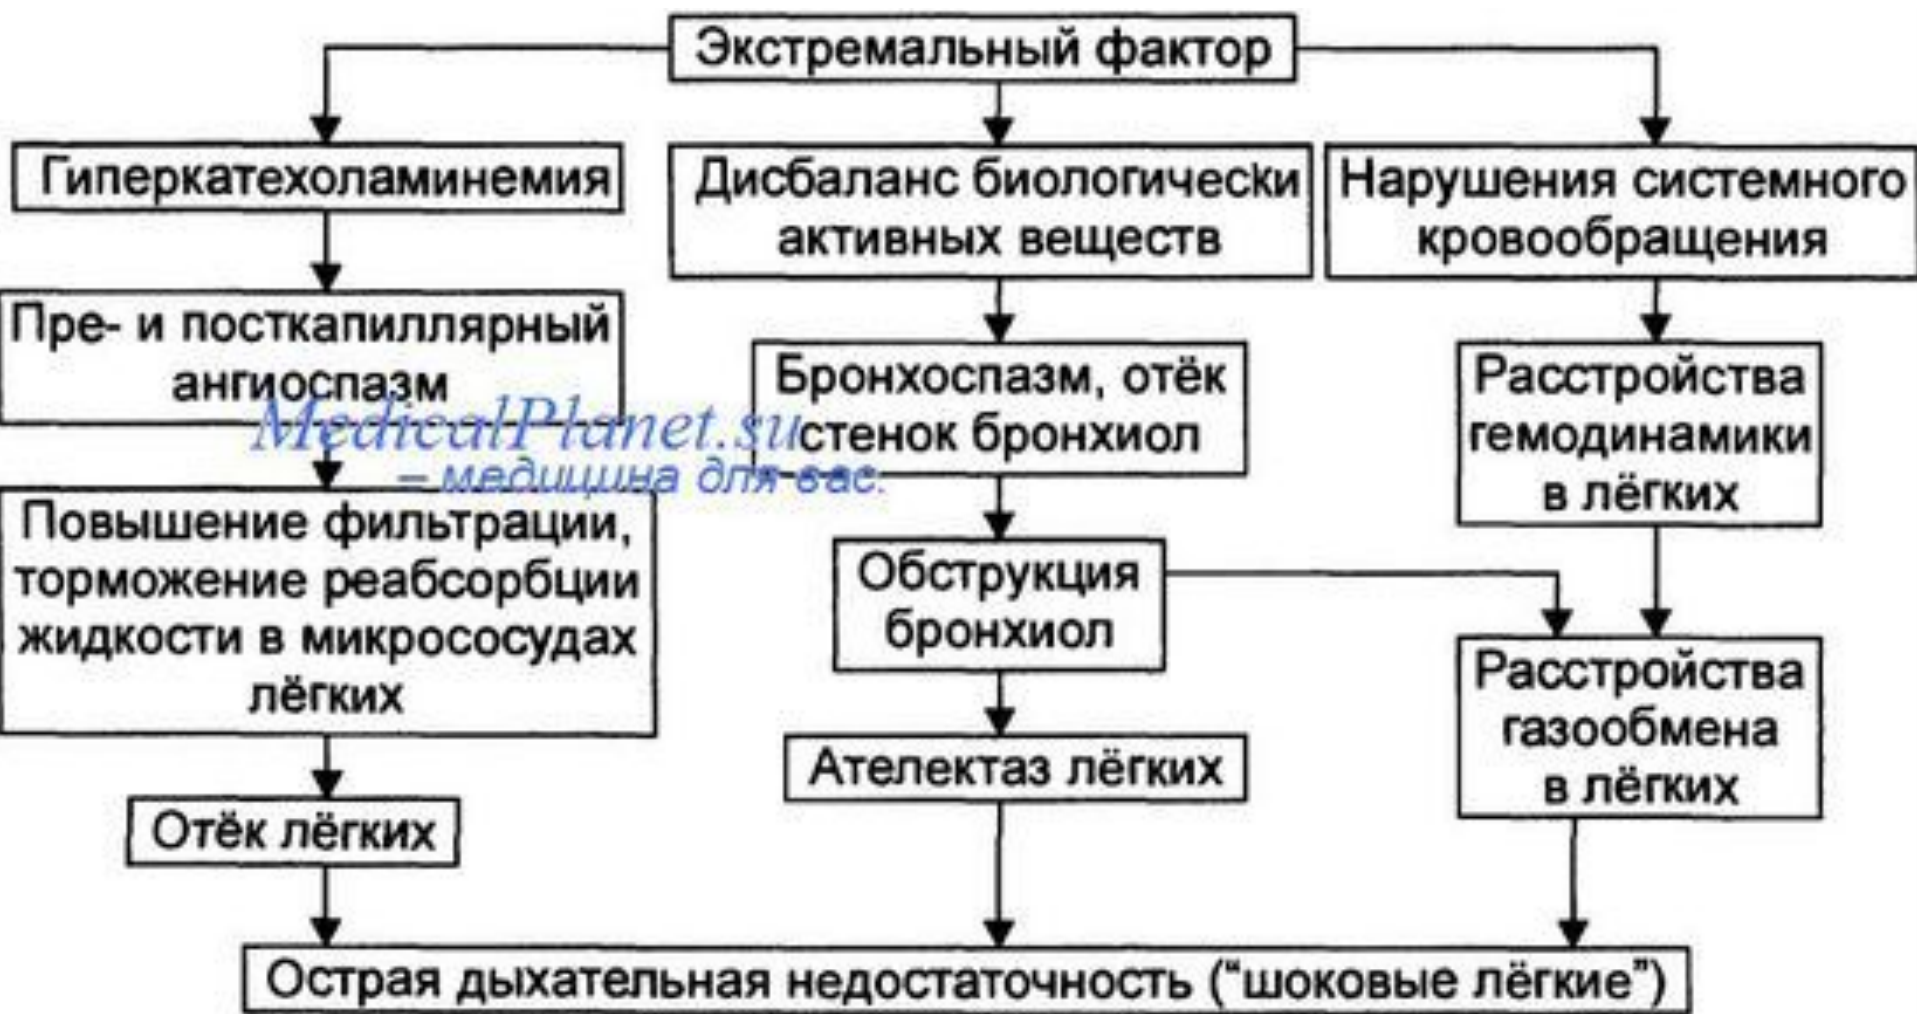 Экстремальный фактор
Гиперкатехоламинемия
Дисбаланс биологически
активных веществ
Нарушения системного
кровообращения
Пре- и посткапиллярный
ангиоспазм
Бронхоспазм, отёк
стенок бронхиол
Расстройства
гемодинамики
в лёгких
MedicalPlanet.su
– медицина для вас.
Повышение фильтрации,
торможение реабсорбции
жидкости в микрососудах
лёгких
Обструкция
бронхиол
Расстройства
газообмена
в лёгких
Ателектаз лёгких
Отёк лёгких
Острая дыхательная недостаточность (“шоковые лёгкие”)